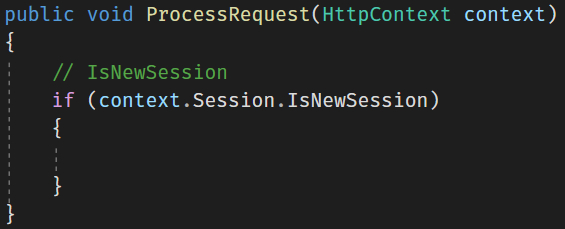 public void ProcessRequest(HttpContext context)
{
    // IsNewSession
    if (context.Session.IsNewSession)
    {

    }
}